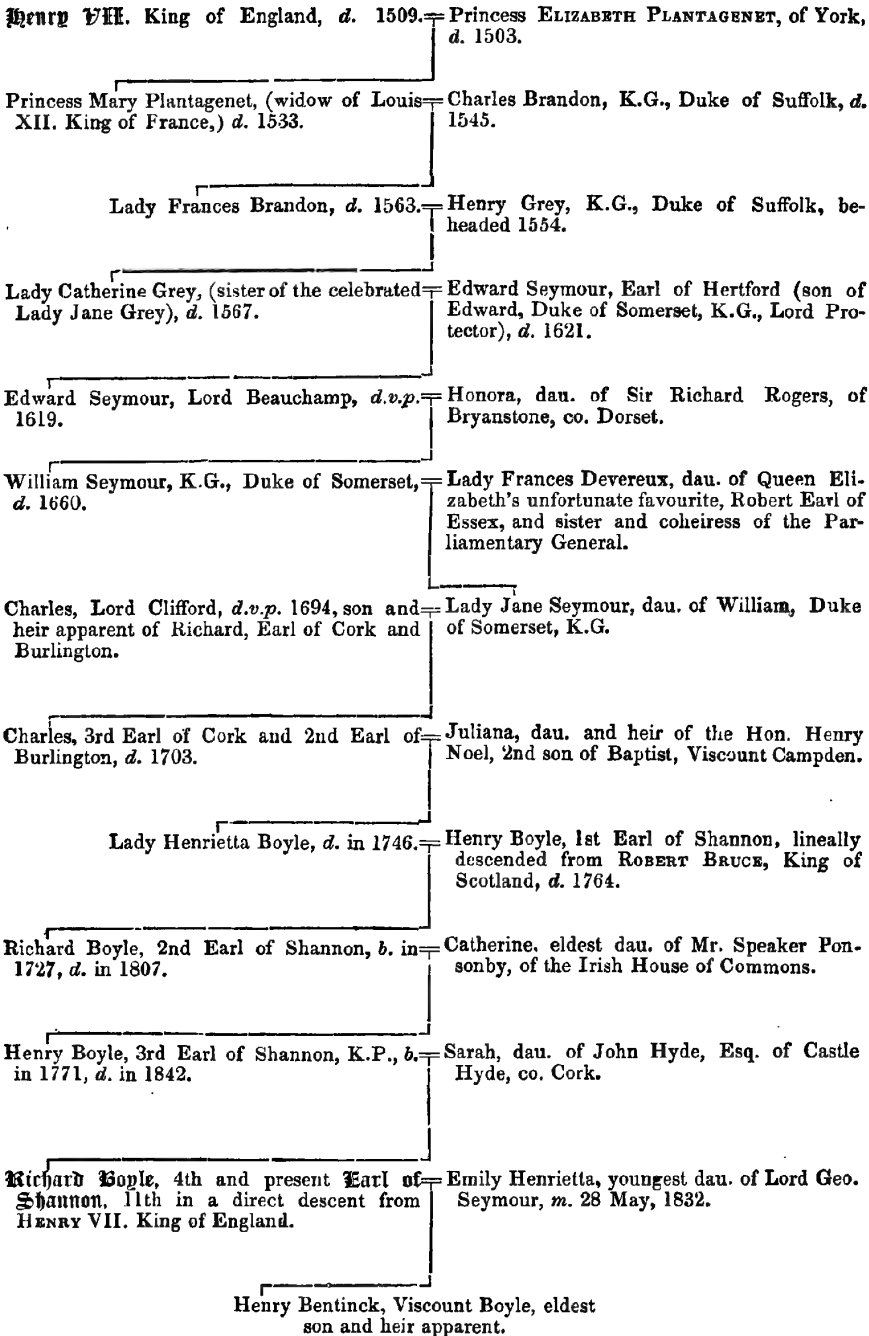 Henry VII. King of England, d. 1509.
Princess ELIZABETH PLANTAGENET, of York,
d. 1503.
Princess Mary Plantagenet, (widow of Louis
XII. King of France,) d. 1533.
Charles Brandon, K.G., Duke of Suffolk, d.
1545.
Lady Frances Brandon, d. 1563.
Henry Grey, K.G., Duke of Suffolk, be-
headed 1554.
Lady Catherine Grey, (sister of the celebrated
Lady Jane Grey), d. 1567.
Edward Seymour, Earl of Hertford (son of
Edward, Duke of Somerset, K.G., Lord Pro-
tector), d. 1621.
Edward Seymour, Lord Beauchamp, d.v.p.
1619.
Honora, dau. of Sir Richard Rogers, of
Bryanstone, co. Dorset.
William Seymour, K.G., Duke of Somerset,
d. 1660.
Lady Frances Devereux, dau. of Queen Eli-
zabeth's unfortunate favourite, Robert Earl of
Essex, and sister and coheiress of the Par-
liamentary General.
Charles, Lord Clifford, d.v.p. 1694, son and
heir apparent of Richard, Earl of Cork and
Burlington.
Lady Jane Seymour, dau. of William, Duke
of Somerset, K.G.
Charles, 3rd Earl of Cork and 2nd Earl of
Burlington, d. 1703.
Juliana, dau. and heir of the Hon. Henry
Noel, 2nd son of Baptist, Viscount Campden.
Lady Henrietta Boyle, d. in 1746.
Henry Boyle, 1st Earl of Shannon, lineally
descended from ROBERT BRUCE, King of
Scotland, d. 1764.
Richard Boyle, 2nd Earl of Shannon, b. in
1727, d. in 1807.
Catherine, eldest dau. of Mr. Speaker Pon-
sonby, of the Irish House of Commons.
Henry Boyle, 3rd Earl of Shannon, K.P., b.
in 1771, d. in 1842.
Sarah, dau. of John Hyde, Esq. of Castle
Hyde, co. Cork.
Richard Boyle, 4th and present Earl of
Shannon, 11th in a direct descent from
HENRY VII. King of England.
Emily Henrietta, youngest dau. of Lord Geo.
Seymour, m. 28 May, 1832.
Henry Bentinck, Viscount Boyle, eldest
son and heir apparent.